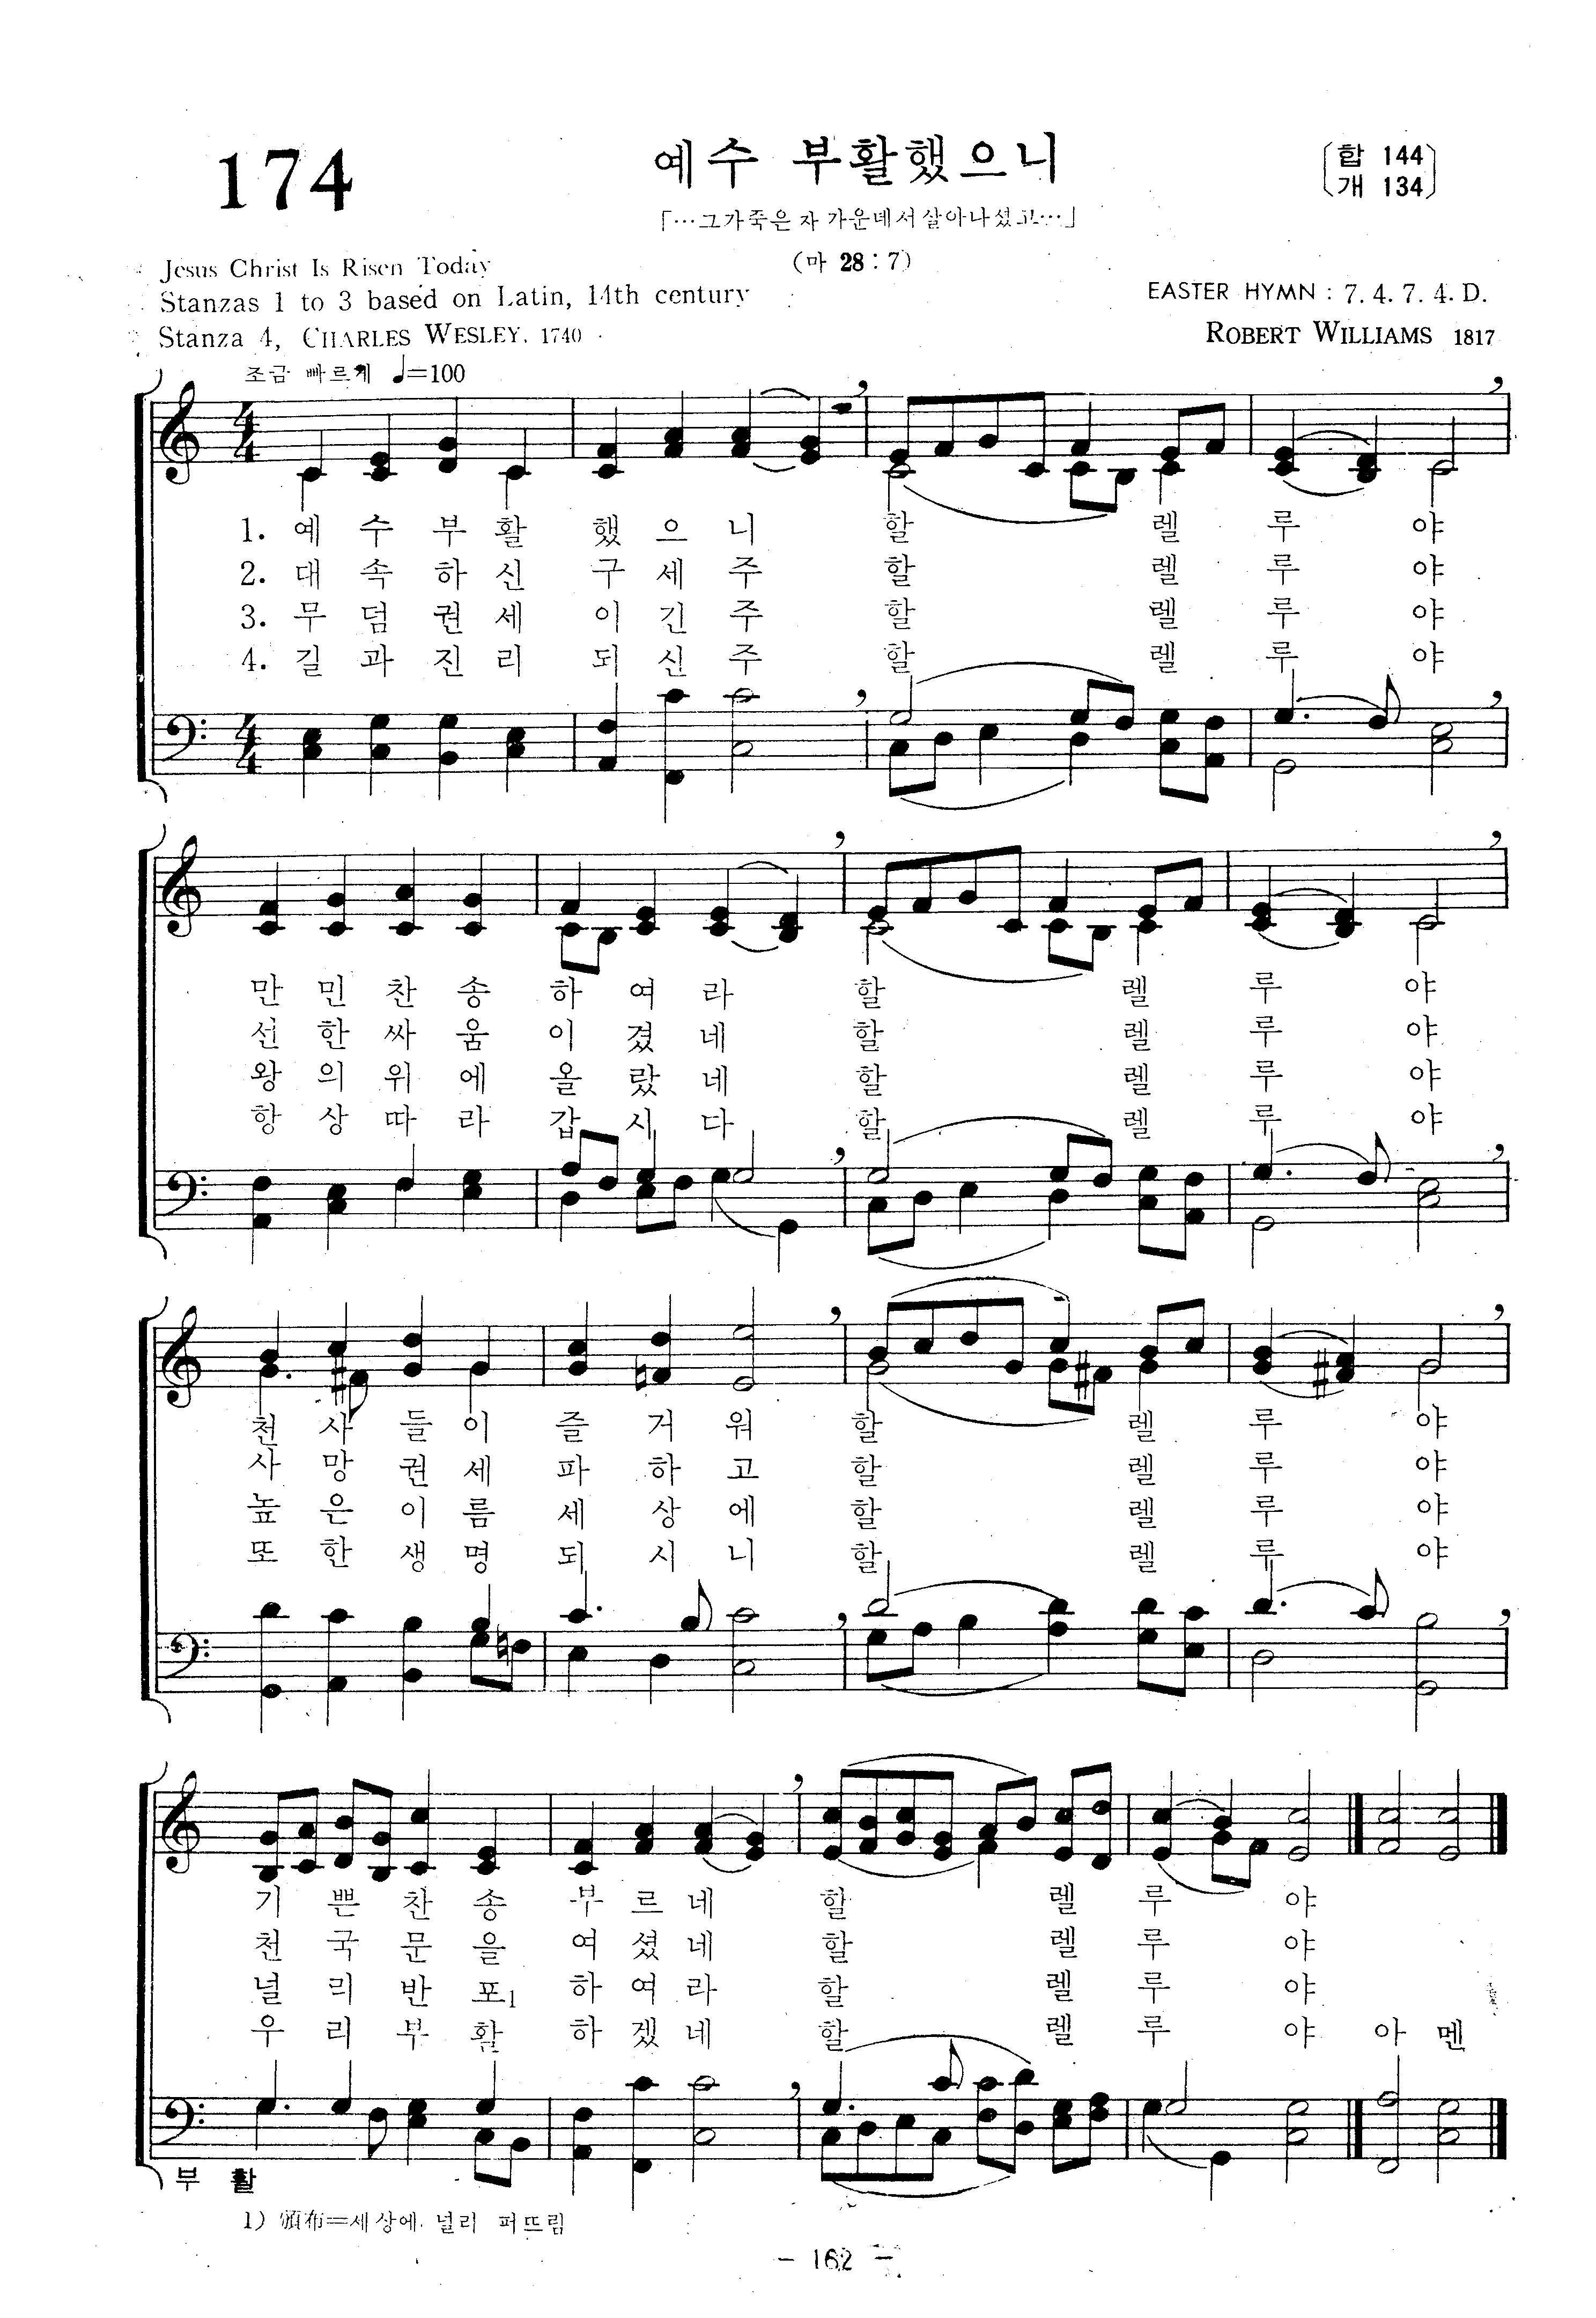 174
예수 부활했으니
합 144
개 134
「…그가 죽은 자 가운데서 살아나셨고…」
(마 28 : 7)
Jesus Christ Is Risen Today
Stanzas 1 to 3 based on Latin, 14th century
Stanza 4, CHARLES WESLEY, 1740
EASTER HYMN : 7. 4. 7. 4. D.
ROBERT WILLIAMS 1817
조금 빠르게 ♩=100
1. 예 수 부 활 했 으 니 할 렐 루 야
2. 대 속 하 신 구 세 주 할 렐 루 야
3. 무 덤 권 세 이 긴 주 할 렐 루 야
4. 길 과 진 리 되 신 주 할 렐 루 야
만 민 찬 송 하 여 라 할 렐 루 야
선 한 싸 움 이 겼 네 할 렐 루 야
왕 의 위 에 올 랐 네 할 렐 루 야
항 상 따 라 갑 시 다 할 렐 루 야
천 사 들 이 즐 거 워 할 렐 루 야
사 망 권 세 파 하 고 할 렐 루 야
높 은 이 름 세 상 에 할 렐 루 야
또 한 생 명 되 시 니 할 렐 루 야
기 쁜 찬 송 부 르 네 할 렐 루 야
천 국 문 을 여 셨 네 할 렐 루 야
널 리 반 포1 하 여 라 할 렐 루 야
우 리 부 활 하 겠 네 할 렐 루 야 아 멘
부 활
1) 頒布=세상에 널리 퍼뜨림
- 162 -